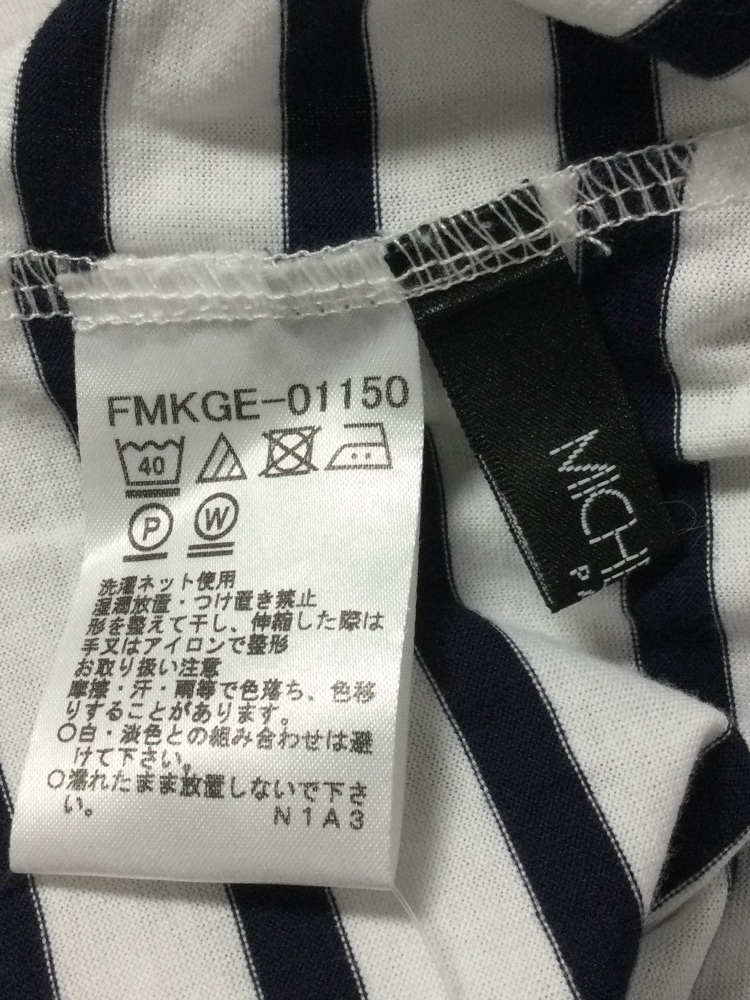 FMKGE-01150
40
P W
洗濯ネット使用
湿潤放置・つけ置き禁止
形を整えて干し、伸縮した際は
手又はアイロンで整形
お取り扱い注意
摩擦・汗・雨等で色落ち、色移
りすることがあります。
○白・淡色との組み合わせは避
けて下さい。
○濡れたまま放置しないで下さ
い。
N1A3
MICH